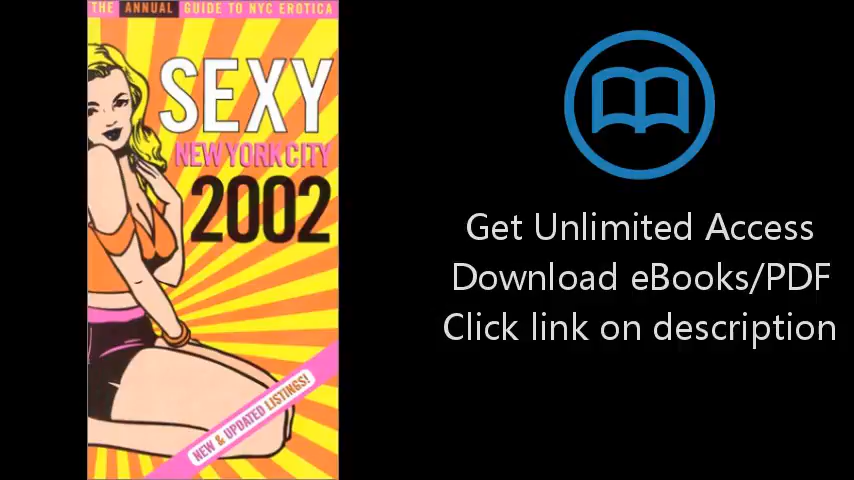 THE ANNUAL GUIDE TO NYC EROTICA
SEXY
NEW YORK CITY
2002
NEW & UPDATED LISTINGS!
Get Unlimited Access
Download eBooks/PDF
Click link on description